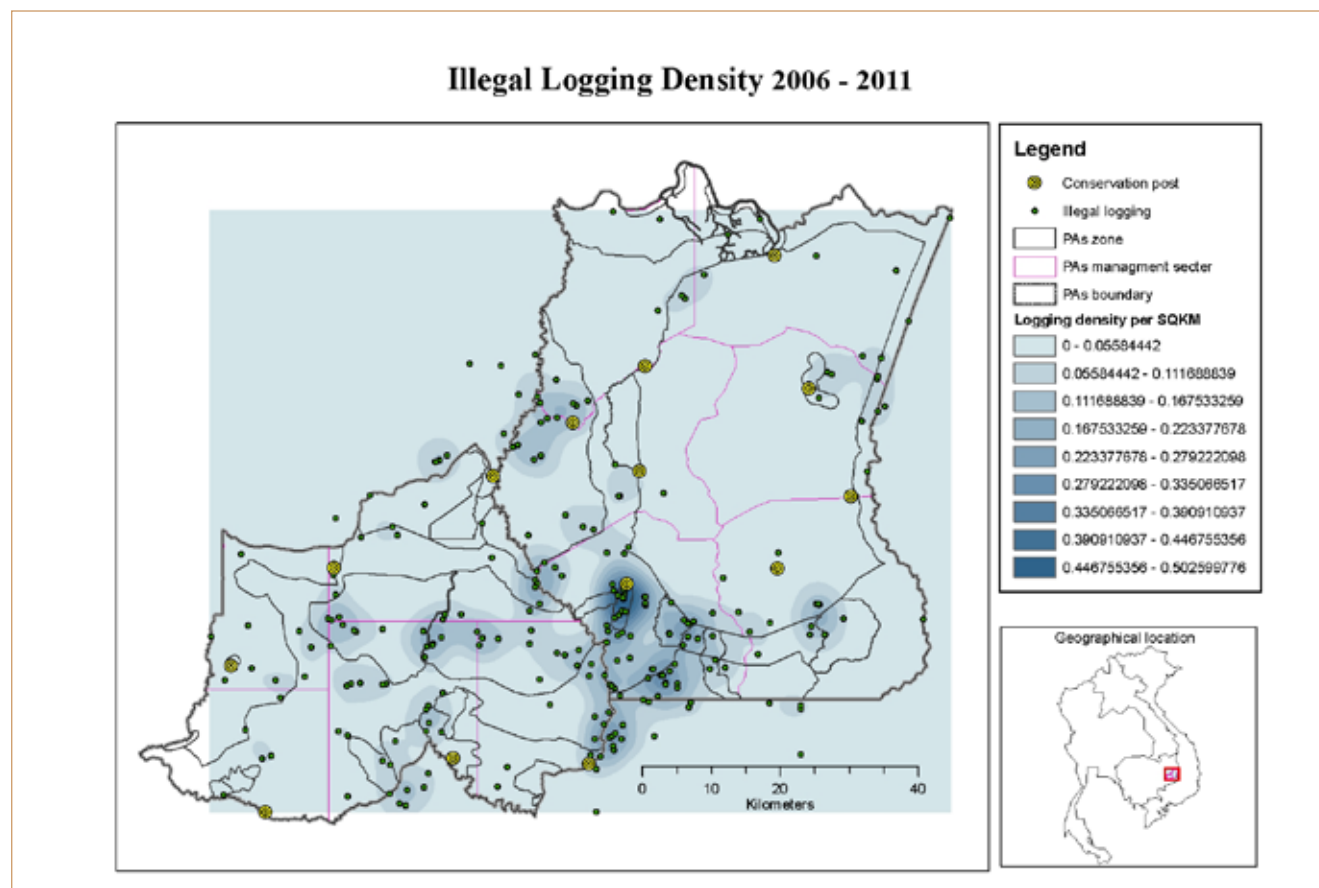 Illegal Logging Density 2006 - 2011
Legend
Conservation post
Illegal logging
PAs zone
PAs managment secter
PAs boundary
Logging density per SQKM
0 - 0.05584442
0.05584442 - 0.111688839
0.111688839 - 0.167533259
0.167533259 - 0.223377678
0.223377678 - 0.279222098
0.279222098 - 0.335066517
0.335066517 - 0.390910937
0.390910937 - 0.446755356
0.446755356 - 0.502599776
Geographical location
0 10 20 40
Kilometers